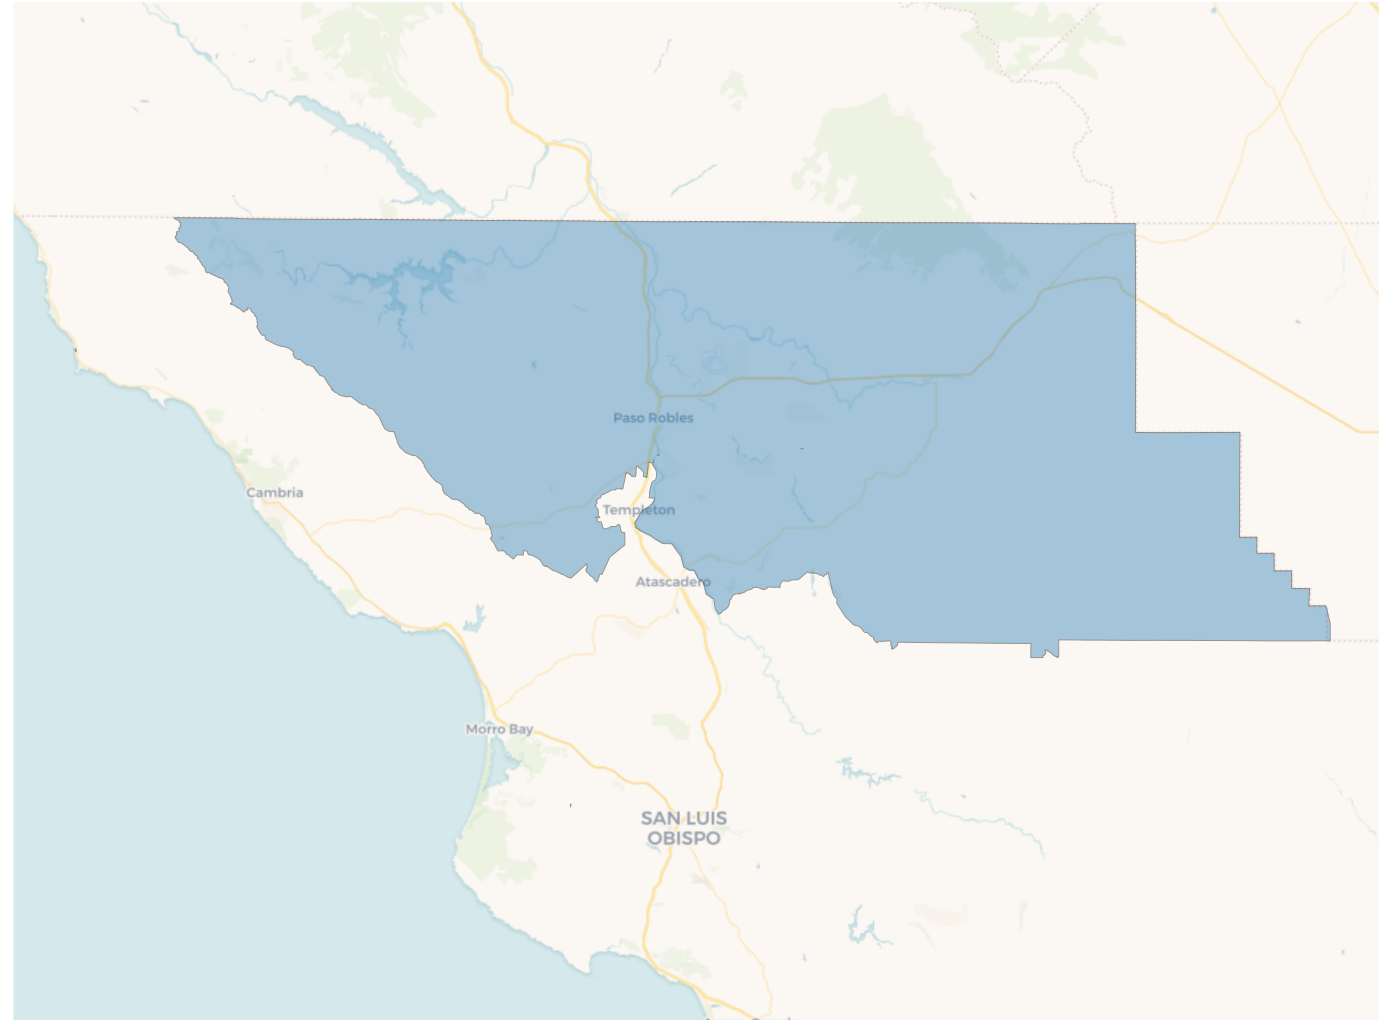 Paso Robles
Cambria
Templeton
Atascadero
Morro Bay
SAN LUIS
OBISPO